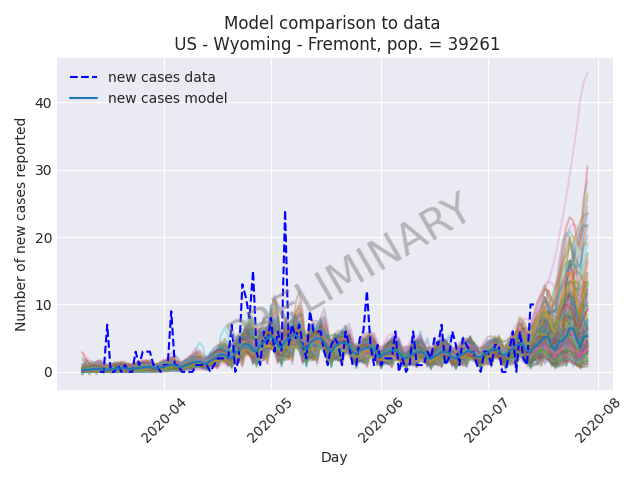 Model comparison to data
US - Wyoming - Fremont, pop. = 39261
new cases data
new cases model
PRELIMINARY
Number of new cases reported
40
30
20
10
0
2020-04
2020-05
2020-06
2020-07
2020-08
Day